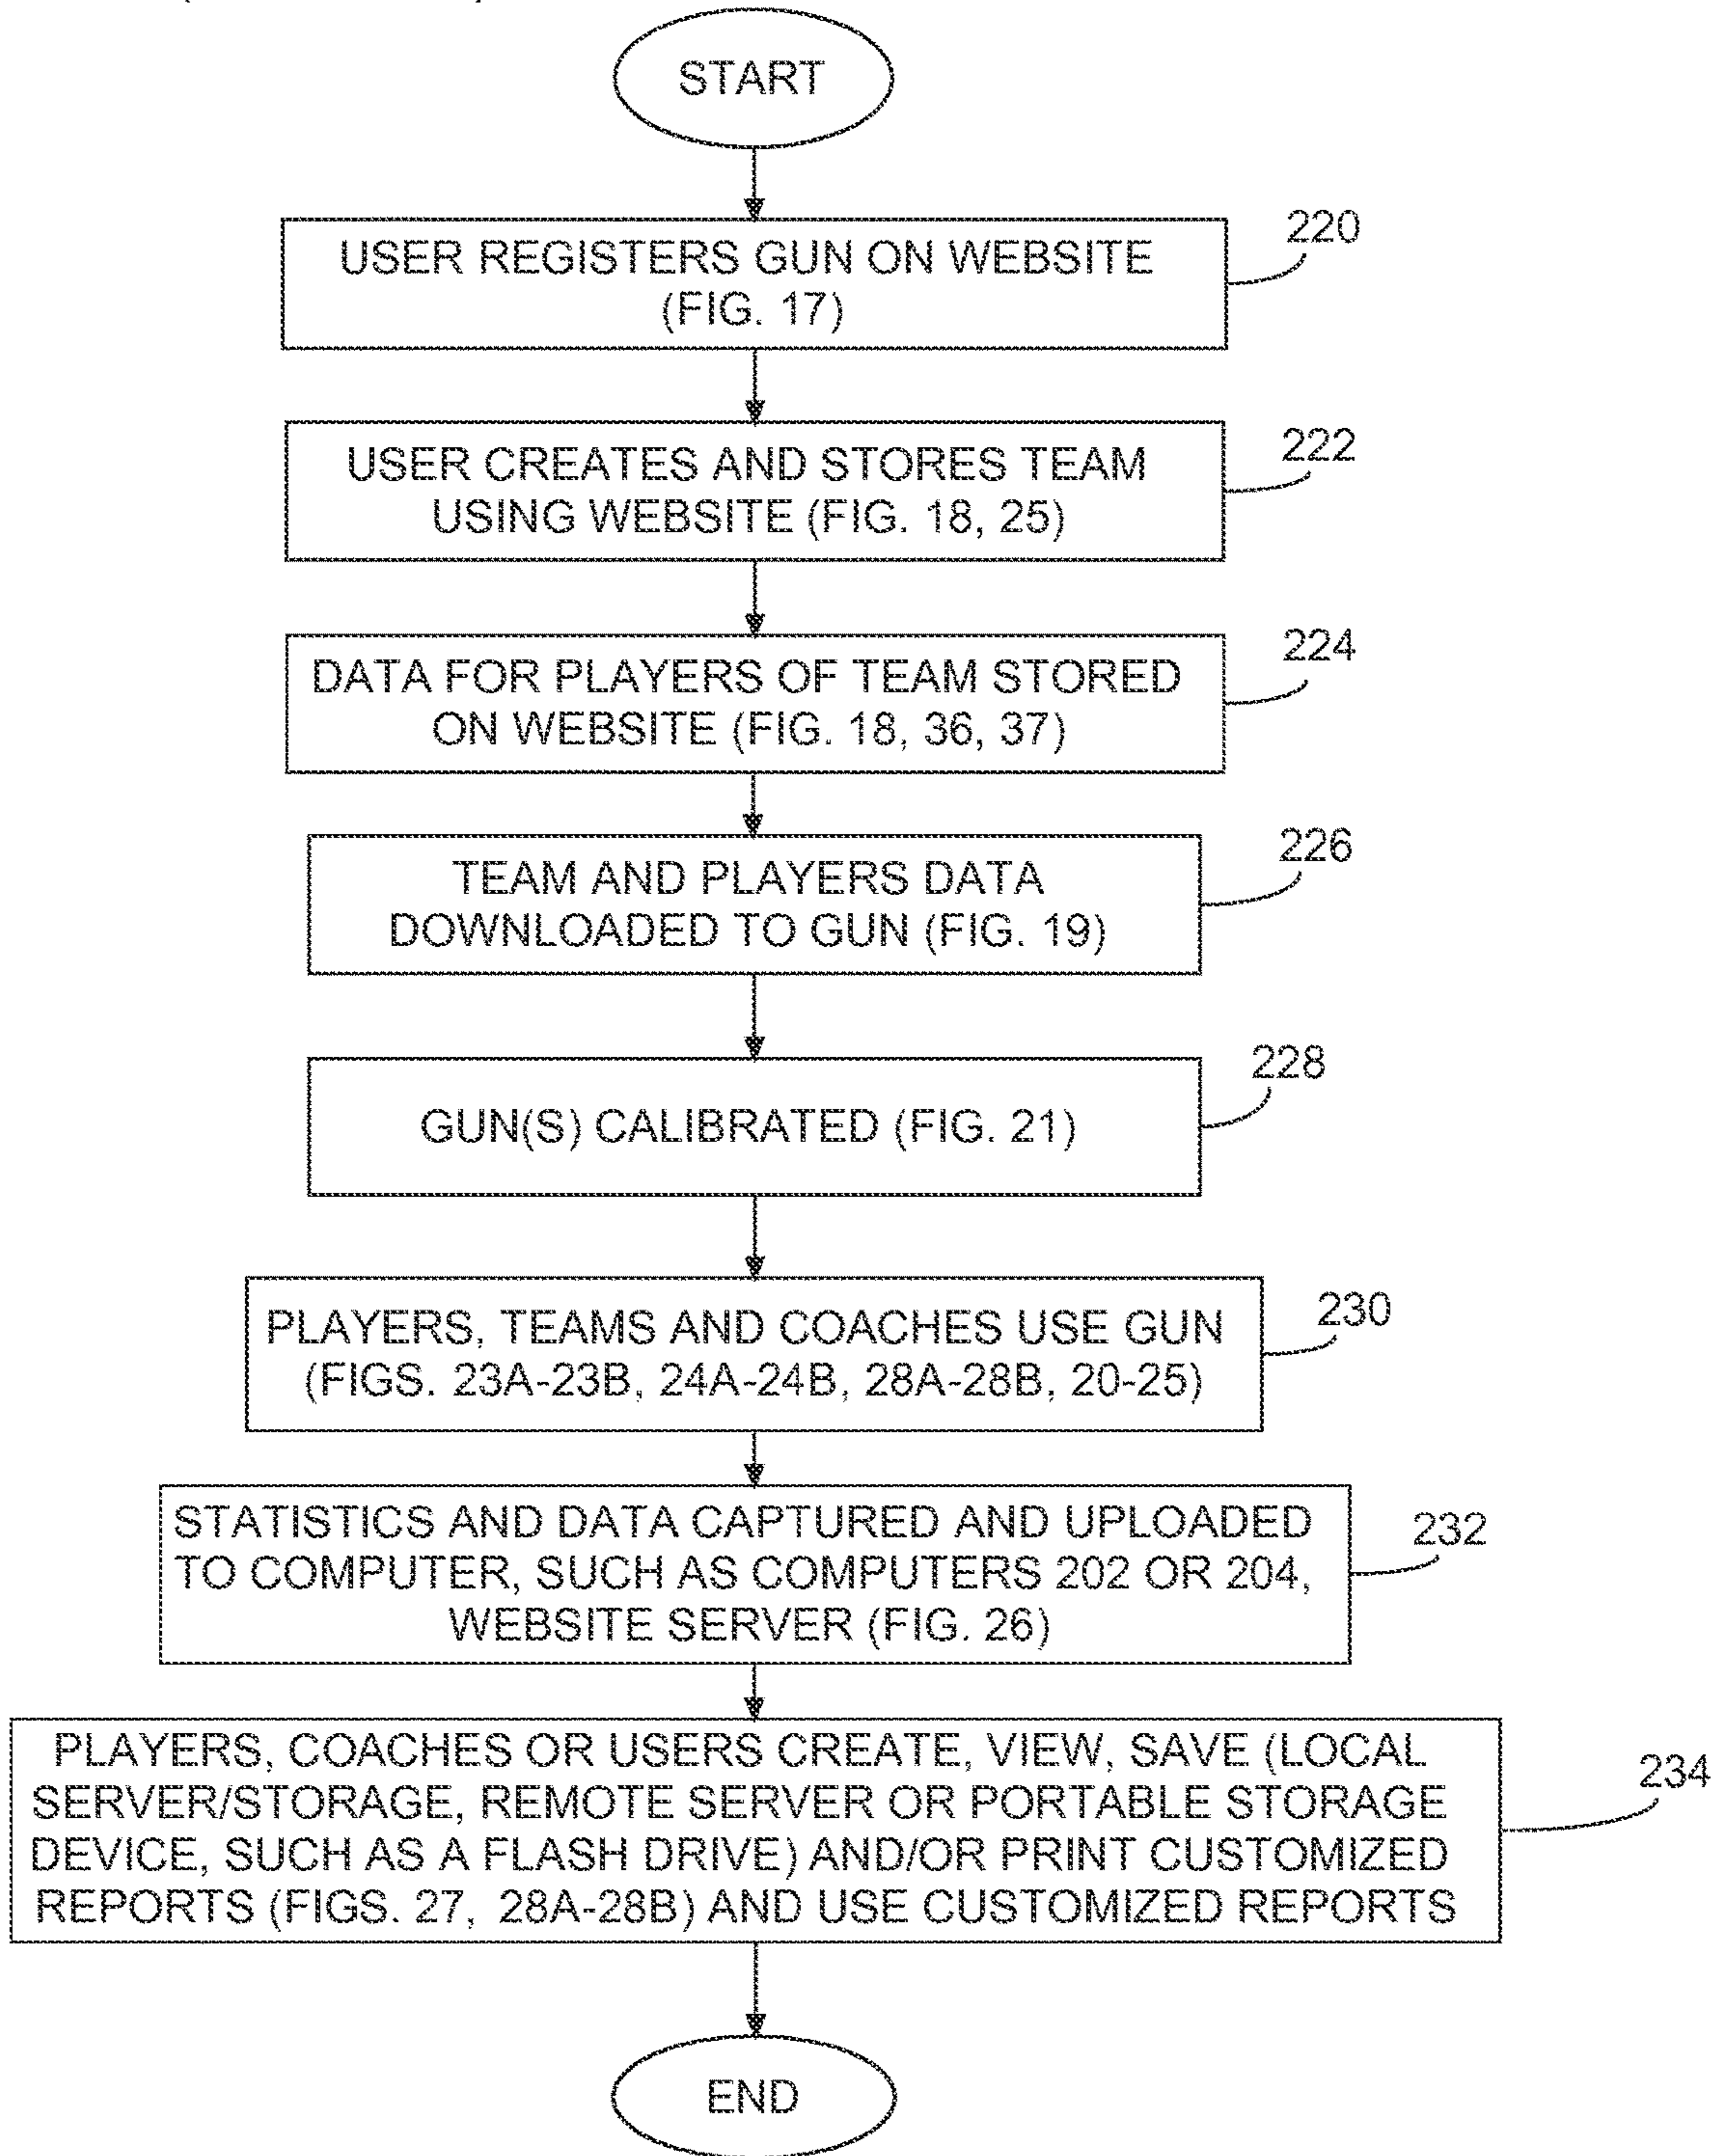 START
220
USER REGISTERS GUN ON WEBSITE
(FIG. 17)
222
USER CREATES AND STORES TEAM
USING WEBSITE (FIG. 18, 25)
224
DATA FOR PLAYERS OF TEAM STORED
ON WEBSITE (FIG. 18, 36, 37)
226
TEAM AND PLAYERS DATA
DOWNLOADED TO GUN (FIG. 19)
228
GUN(S) CALIBRATED (FIG. 21)
230
PLAYERS, TEAMS AND COACHES USE GUN
(FIGS. 23A-23B, 24A-24B, 28A-28B, 20-25)
232
STATISTICS AND DATA CAPTURED AND UPLOADED
TO COMPUTER, SUCH AS COMPUTERS 202 OR 204,
WEBSITE SERVER (FIG. 26)
234
PLAYERS, COACHES OR USERS CREATE, VIEW, SAVE (LOCAL
SERVER/STORAGE, REMOTE SERVER OR PORTABLE STORAGE
DEVICE, SUCH AS A FLASH DRIVE) AND/OR PRINT CUSTOMIZED
REPORTS (FIGS. 27, 28A-28B) AND USE CUSTOMIZED REPORTS
END